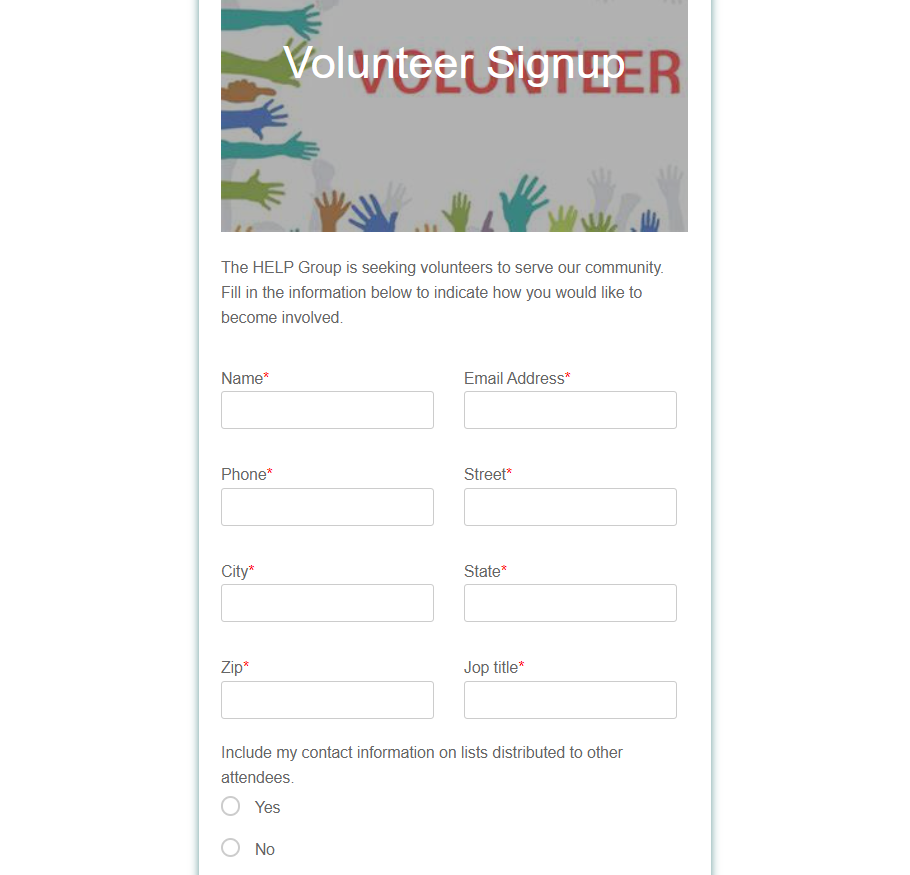 Volunteer Signup
VOLUNTEER
The HELP Group is seeking volunteers to serve our community.
Fill in the information below to indicate how you would like to
become involved.
Name*
Email Address*
Phone*
Street*
City*
State*
Zip*
Jop title*
Include my contact information on lists distributed to other
attendees.
Yes
No